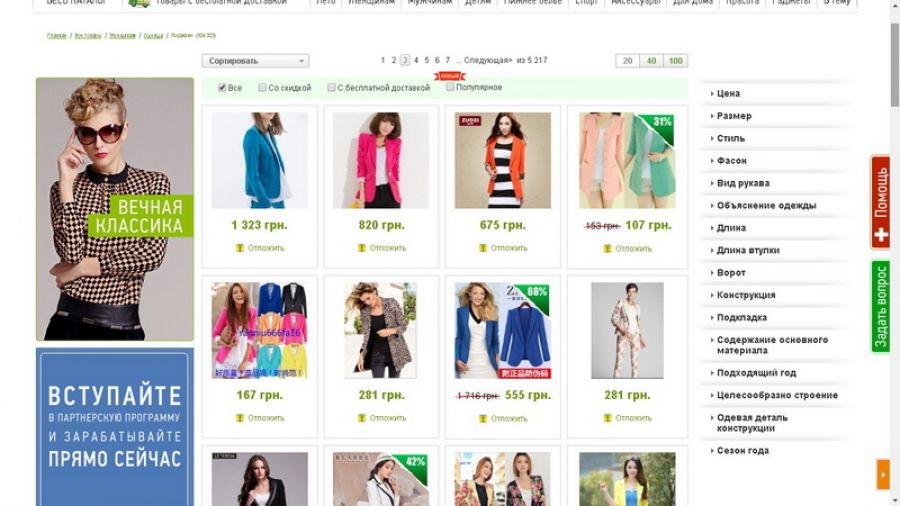 Товары с бесплатной доставкой
Лето
Женщинам
Мужчинам
Детям
Нижнее белье
Спорт
Аксессуары
Для дома
Красота
Гаджеты
В тему
Главная / Все товары / Женщинам / Одежда /
Сортировать
1 2 3 4 5 6 7 ... Следующая> из 5 217
20 40 100
новый
Все
Со скидкой
С бесплатной доставкой
Популярное
ВЕЧНАЯ
КЛАССИКА
ВСТУПАЙТЕ
В ПАРТНЕРСКУЮ ПРОГРАММУ
И ЗАРАБАТЫВАЙТЕ
ПРЯМО СЕЙЧАС
31%
1 323 грн.
820 грн.
675 грн.
153 грн. 107 грн.
Отложить
Отложить
Отложить
Отложить
68%
167 грн.
281 грн.
1 716 грн. 555 грн.
281 грн.
Отложить
Отложить
Отложить
Отложить
42%
Цена
Размер
Стиль
Фасон
Вид рукава
Объяснение одежды
Длина
Длина втулки
Ворот
Конструкция
Подкладка
Содержание основного
материала
Подходящий год
Целесообразно строение
Одевая деталь
конструкции
Сезон года
Помощь
Задать вопрос